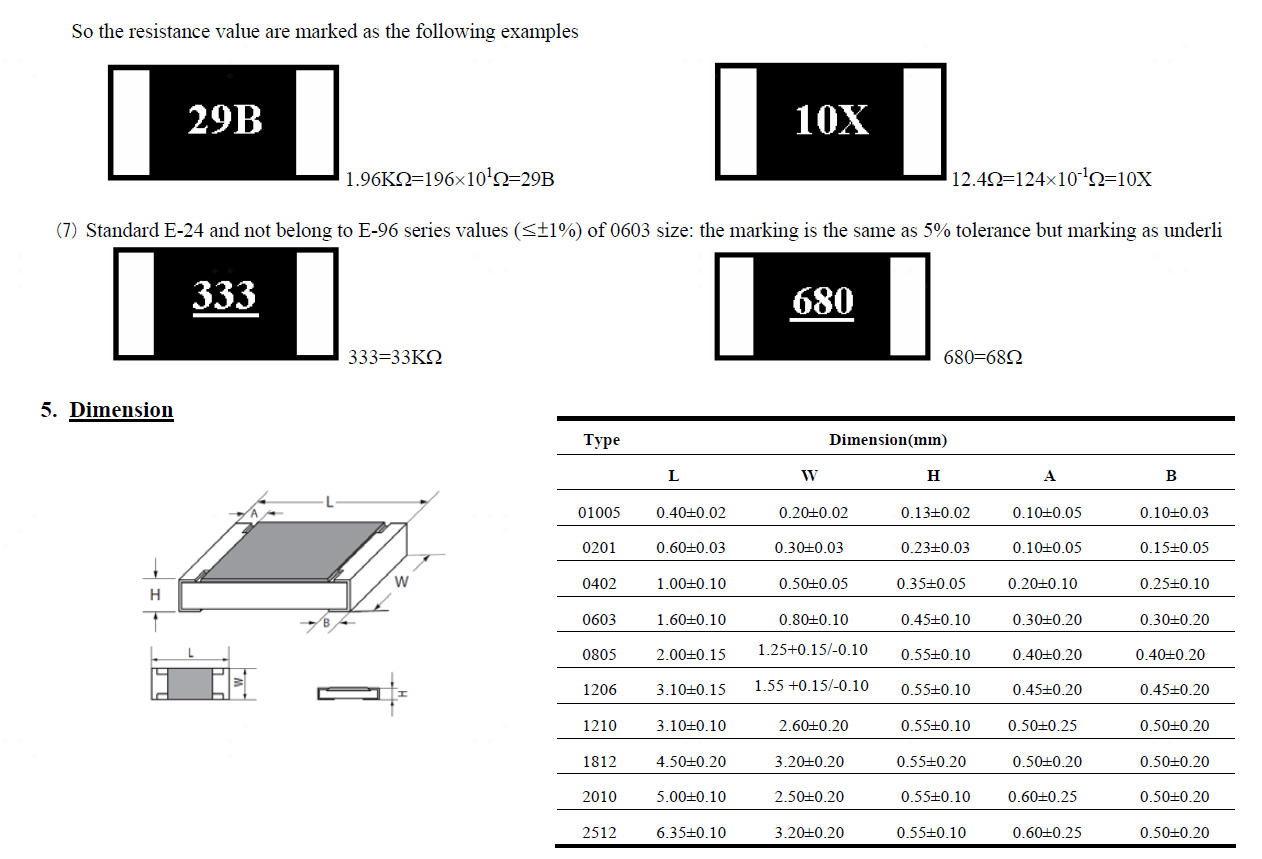 So the resistance value are marked as the following examples
29B
1.96KΩ=196×10¹Ω=29B
10X
12.4Ω=124×10⁻¹Ω=10X
(7) Standard E-24 and not belong to E-96 series values (≤±1%) of 0603 size: the marking is the same as 5% tolerance but marking as underli
333
333=33KΩ
680
680=68Ω
5. Dimension
L
A
H
W
B
L
W
H
Type Dimension(mm)
L W H A B
01005 0.40±0.02 0.20±0.02 0.13±0.02 0.10±0.05 0.10±0.03
0201 0.60±0.03 0.30±0.03 0.23±0.03 0.10±0.05 0.15±0.05
0402 1.00±0.10 0.50±0.05 0.35±0.05 0.20±0.10 0.25±0.10
0603 1.60±0.10 0.80±0.10 0.45±0.10 0.30±0.20 0.30±0.20
0805 2.00±0.15 1.25+0.15/-0.10 0.55±0.10 0.40±0.20 0.40±0.20
1206 3.10±0.15 1.55 +0.15/-0.10 0.55±0.10 0.45±0.20 0.45±0.20
1210 3.10±0.10 2.60±0.20 0.55±0.10 0.50±0.25 0.50±0.20
1812 4.50±0.20 3.20±0.20 0.55±0.20 0.50±0.20 0.50±0.20
2010 5.00±0.10 2.50±0.20 0.55±0.10 0.60±0.25 0.50±0.20
2512 6.35±0.10 3.20±0.20 0.55±0.10 0.60±0.25 0.50±0.20